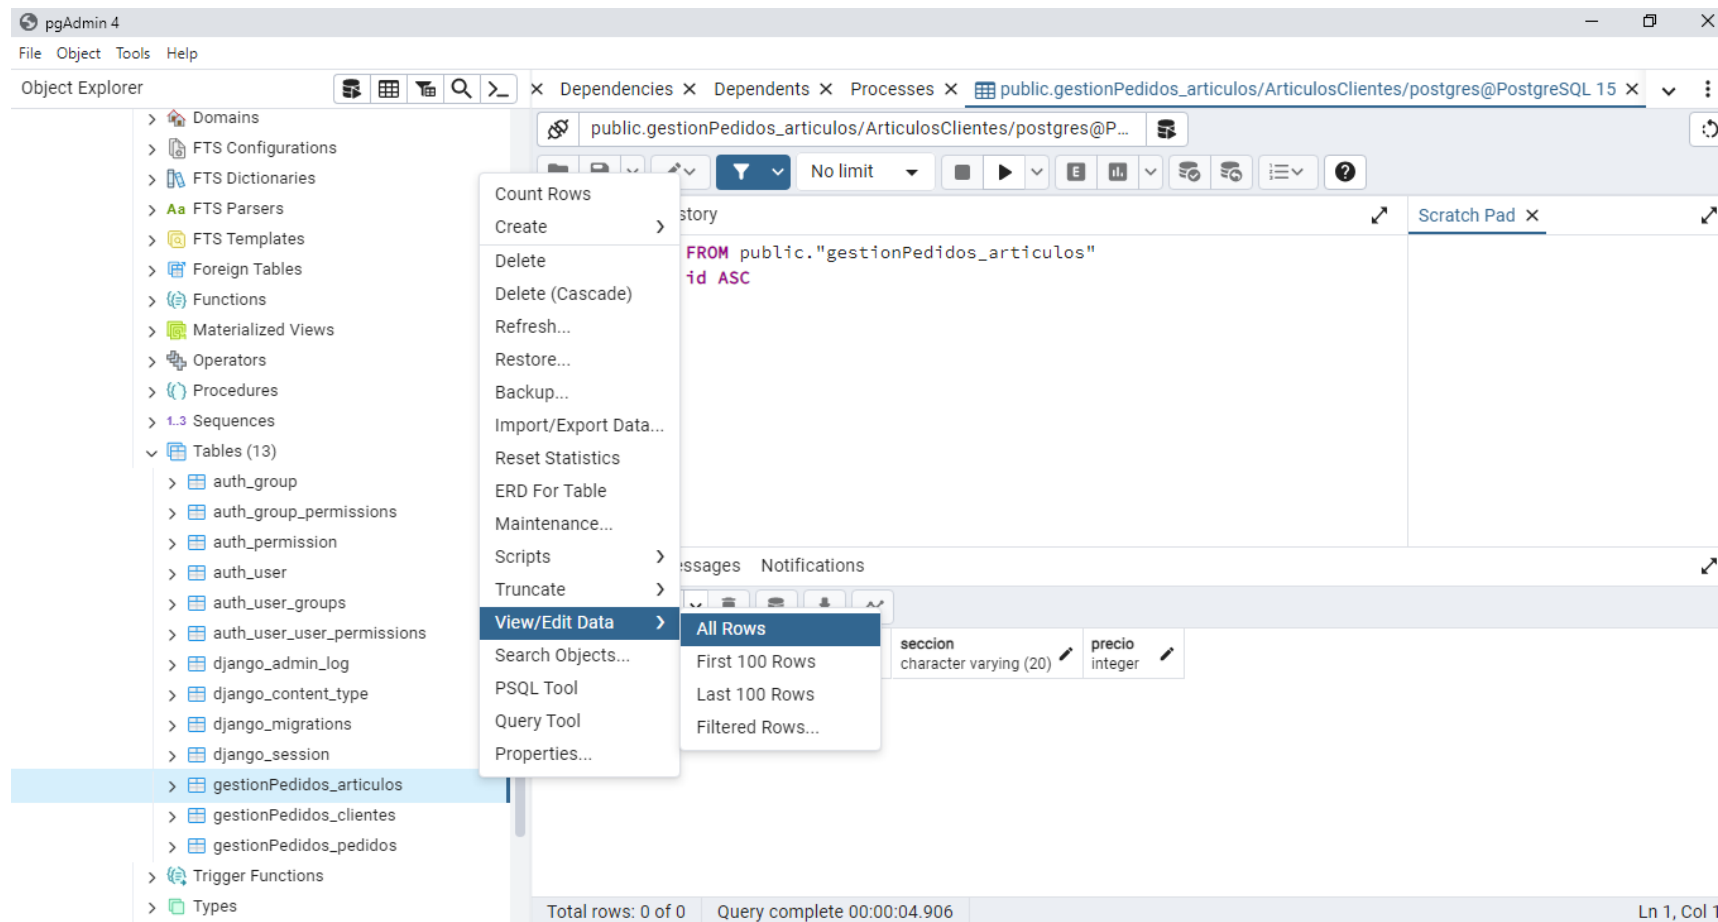 pgAdmin 4
File Object Tools Help
Object Explorer
Domains
FTS Configurations
FTS Dictionaries
Aa FTS Parsers
FTS Templates
Foreign Tables
Functions
Materialized Views
Operators
Procedures
1..3 Sequences
Tables (13)
auth_group
auth_group_permissions
auth_permission
auth_user
auth_user_groups
auth_user_user_permissions
django_admin_log
django_content_type
django_migrations
django_session
gestionPedidos_articulos
gestionPedidos_clientes
gestionPedidos_pedidos
Trigger Functions
Types
Count Rows
Create
Delete
Delete (Cascade)
Refresh...
Restore...
Backup...
Import/Export Data...
Reset Statistics
ERD For Table
Maintenance...
Scripts
Truncate
View/Edit Data
Search Objects...
PSQL Tool
Query Tool
Properties...
All Rows
First 100 Rows
Last 100 Rows
Filtered Rows...
Dependencies Dependents Processes public.gestionPedidos_articulos/ArticulosClientes/postgres@PostgreSQL 15
public.gestionPedidos_articulos/ArticulosClientes/postgres@P...
No limit
E
story
Scratch Pad
FROM public."gestionPedidos_articulos"
id ASC
ssages Notifications
seccion
character varying (20)
precio
integer
Total rows: 0 of 0 Query complete 00:00:04.906
Ln 1, Col 1